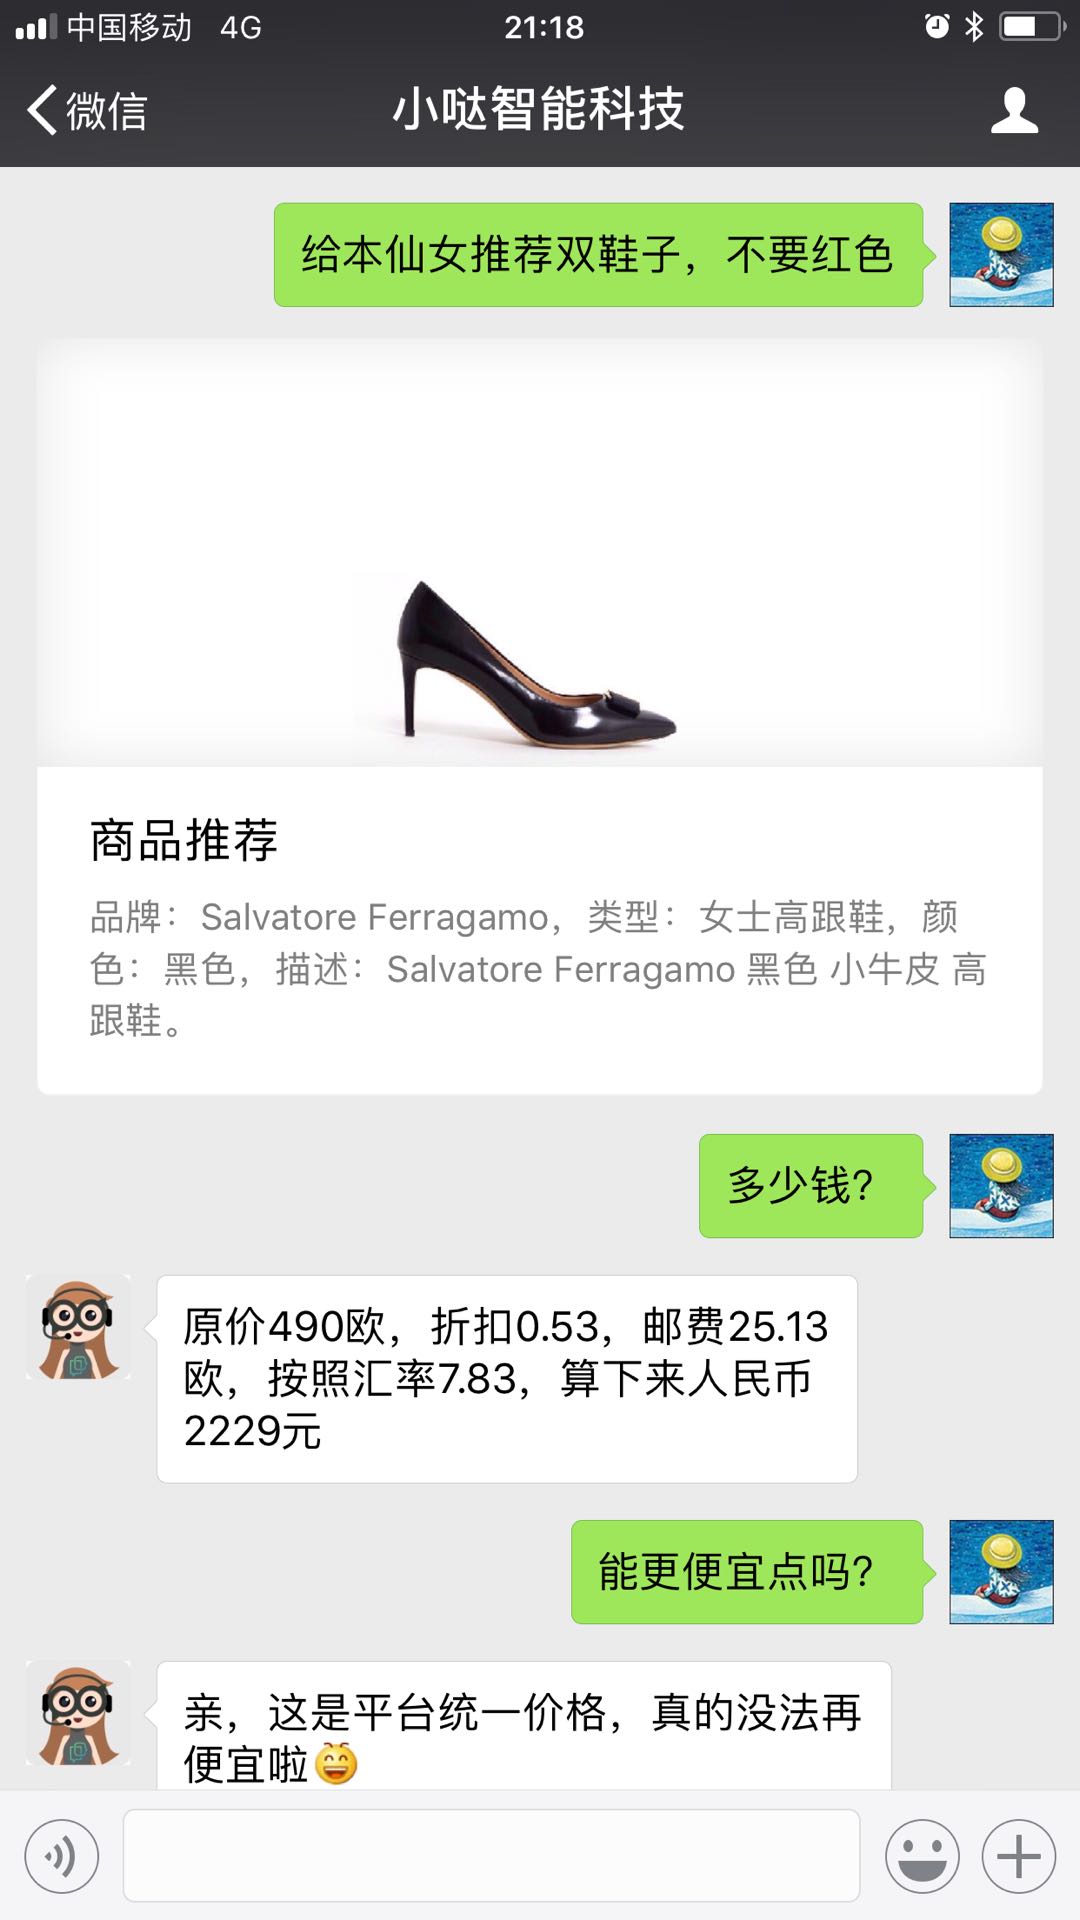 中国移动 4G 21:18
微信 小哒智能科技
给本仙女推荐双鞋子，不要红色
商品推荐
品牌：Salvatore Ferragamo，类型：女士高跟鞋，颜
色：黑色，描述：Salvatore Ferragamo 黑色 小牛皮 高
跟鞋。
多少钱？
原价490欧，折扣0.53，邮费25.13
欧，按照汇率7.83，算下来人民币
2229元
能更便宜点吗？
亲，这是平台统一价格，真的没法再
便宜啦😄